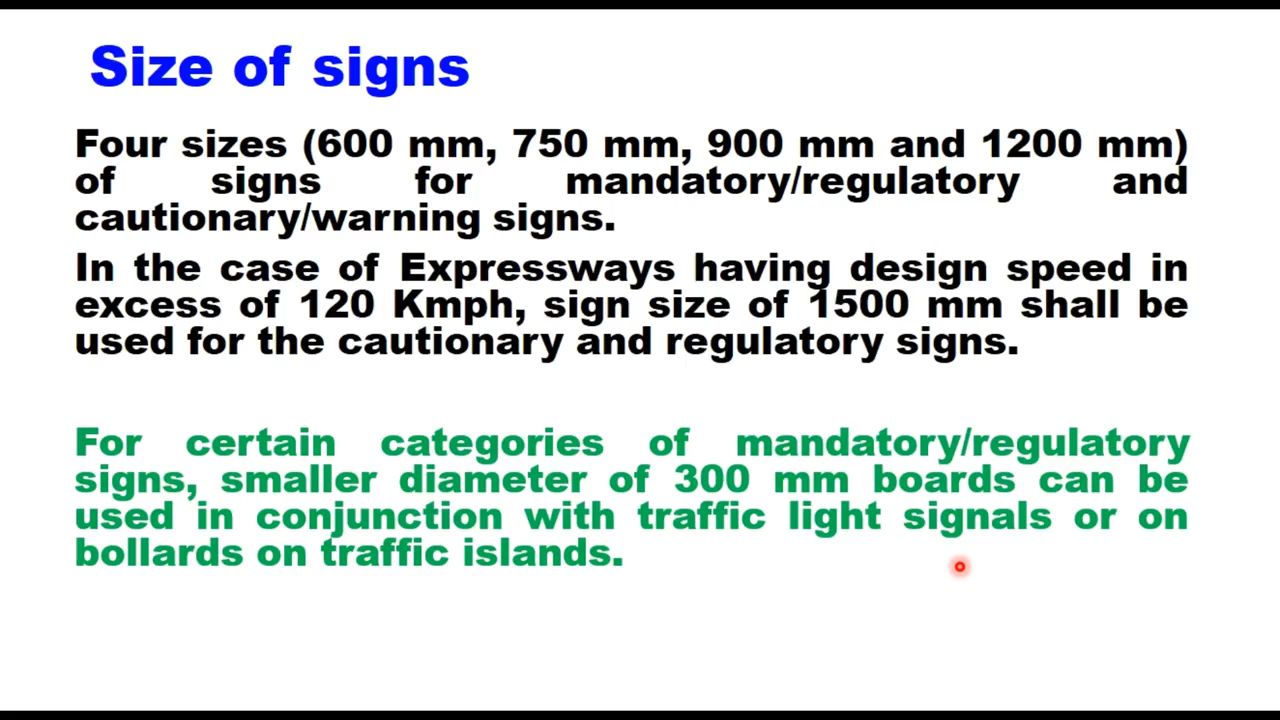 Size of signs
Four sizes (600 mm, 750 mm, 900 mm and 1200 mm)
of signs for mandatory/regulatory and
cautionary/warning signs.
In the case of Expressways having design speed in
excess of 120 Kmph, sign size of 1500 mm shall be
used for the cautionary and regulatory signs.
For certain categories of mandatory/regulatory
signs, smaller diameter of 300 mm boards can be
used in conjunction with traffic light signals or on
bollards on traffic islands.